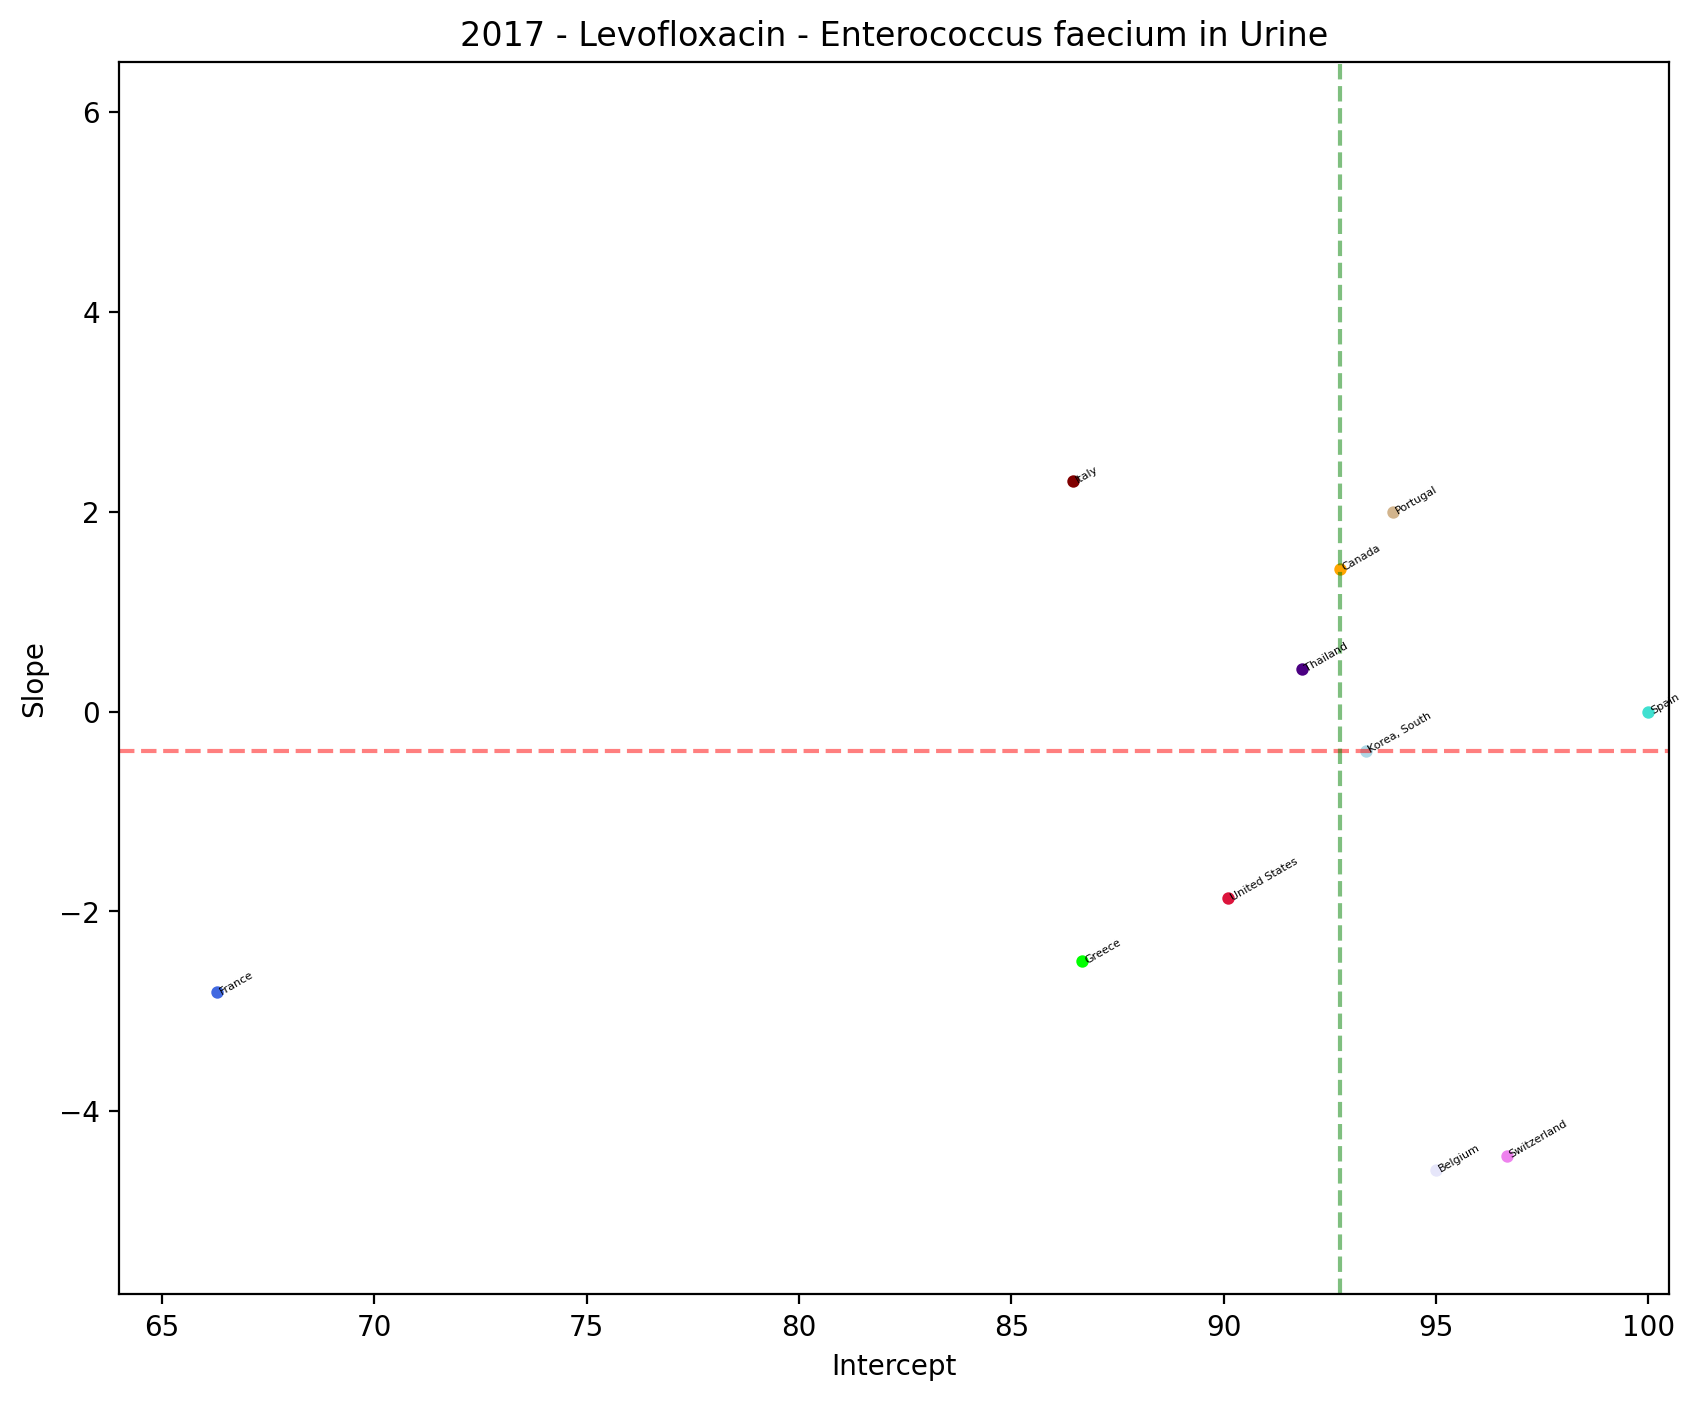 2017 - Levofloxacin - Enterococcus faecium in Urine
6
4
2
0
−2
−4
Slope
Italy
Portugal
Canada
Thailand
Spain
Korea, South
United States
Greece
France
Switzerland
Belgium
65
70
75
80
85
90
95
100
Intercept